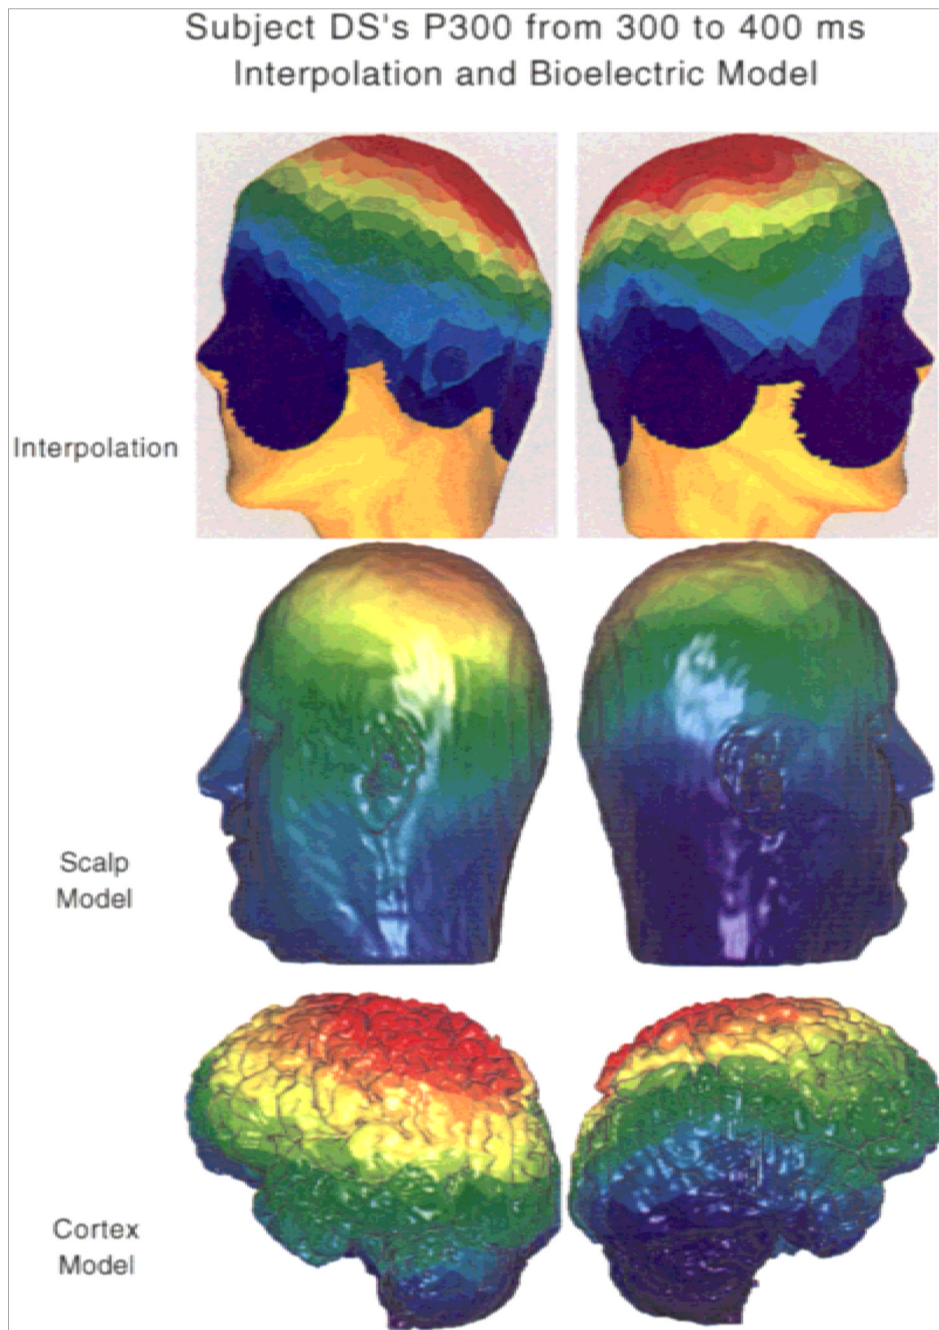 Subject DS's P300 from 300 to 400 ms
Interpolation and Bioelectric Model
Interpolation
Scalp
Model
Cortex
Model